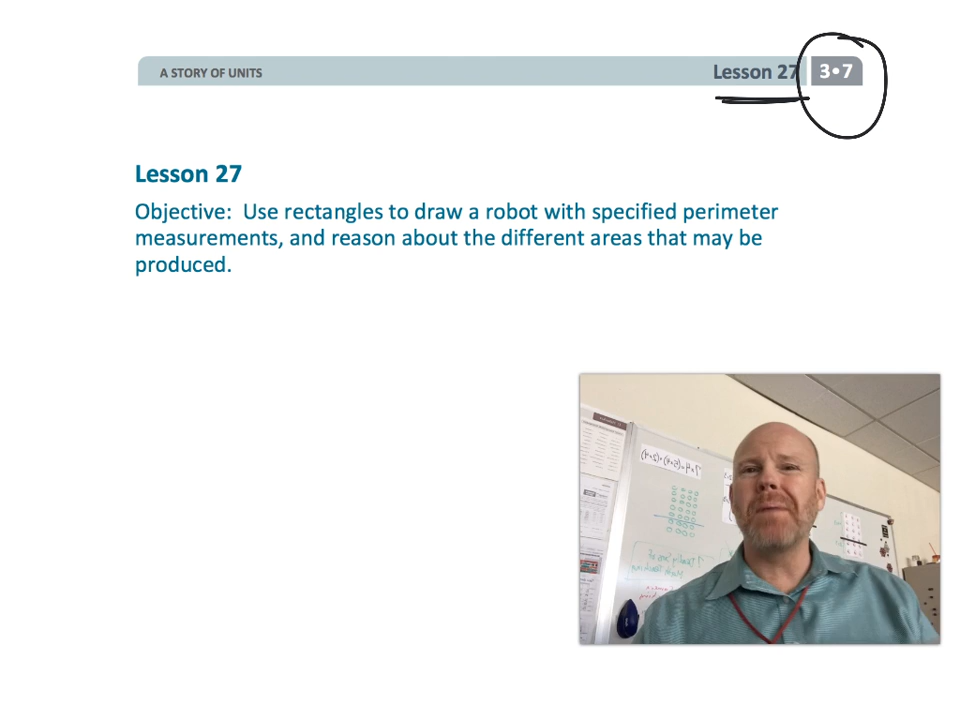 A STORY OF UNITS
Lesson 27 3•7
Lesson 27
Objective: Use rectangles to draw a robot with specified perimeter
measurements, and reason about the different areas that may be
produced.